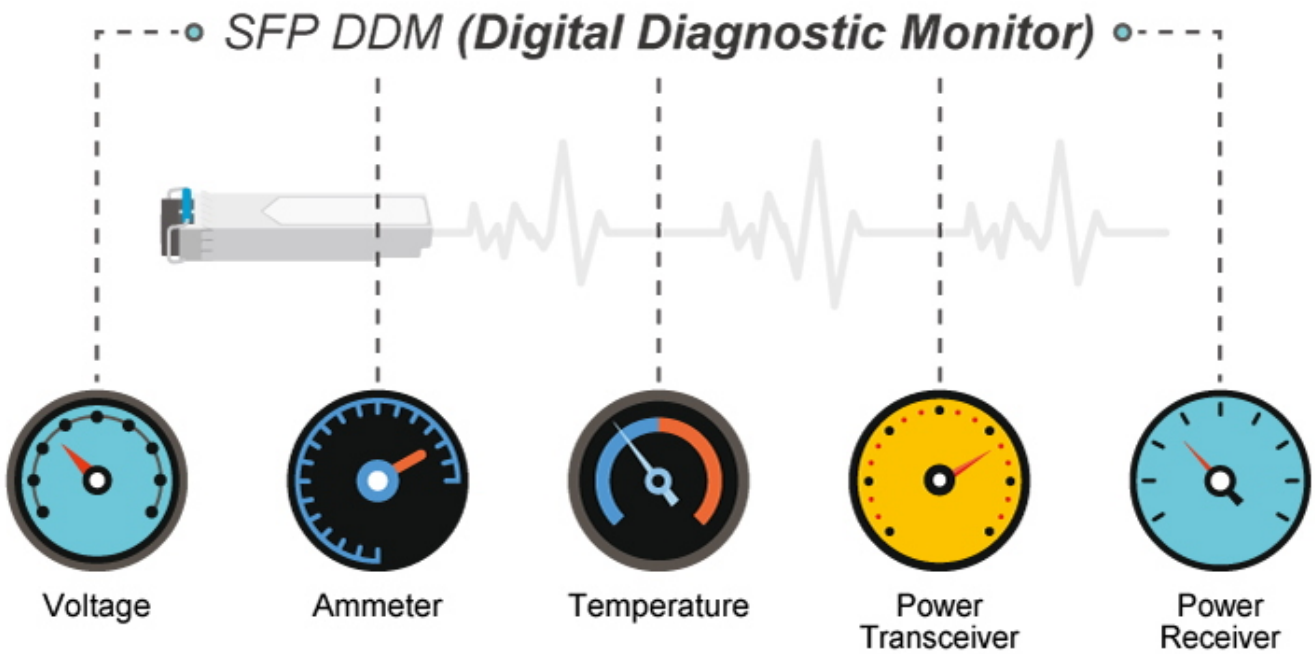 SFP DDM (Digital Diagnostic Monitor)
Voltage
Ammeter
Temperature
Power
Transceiver
Power
Receiver